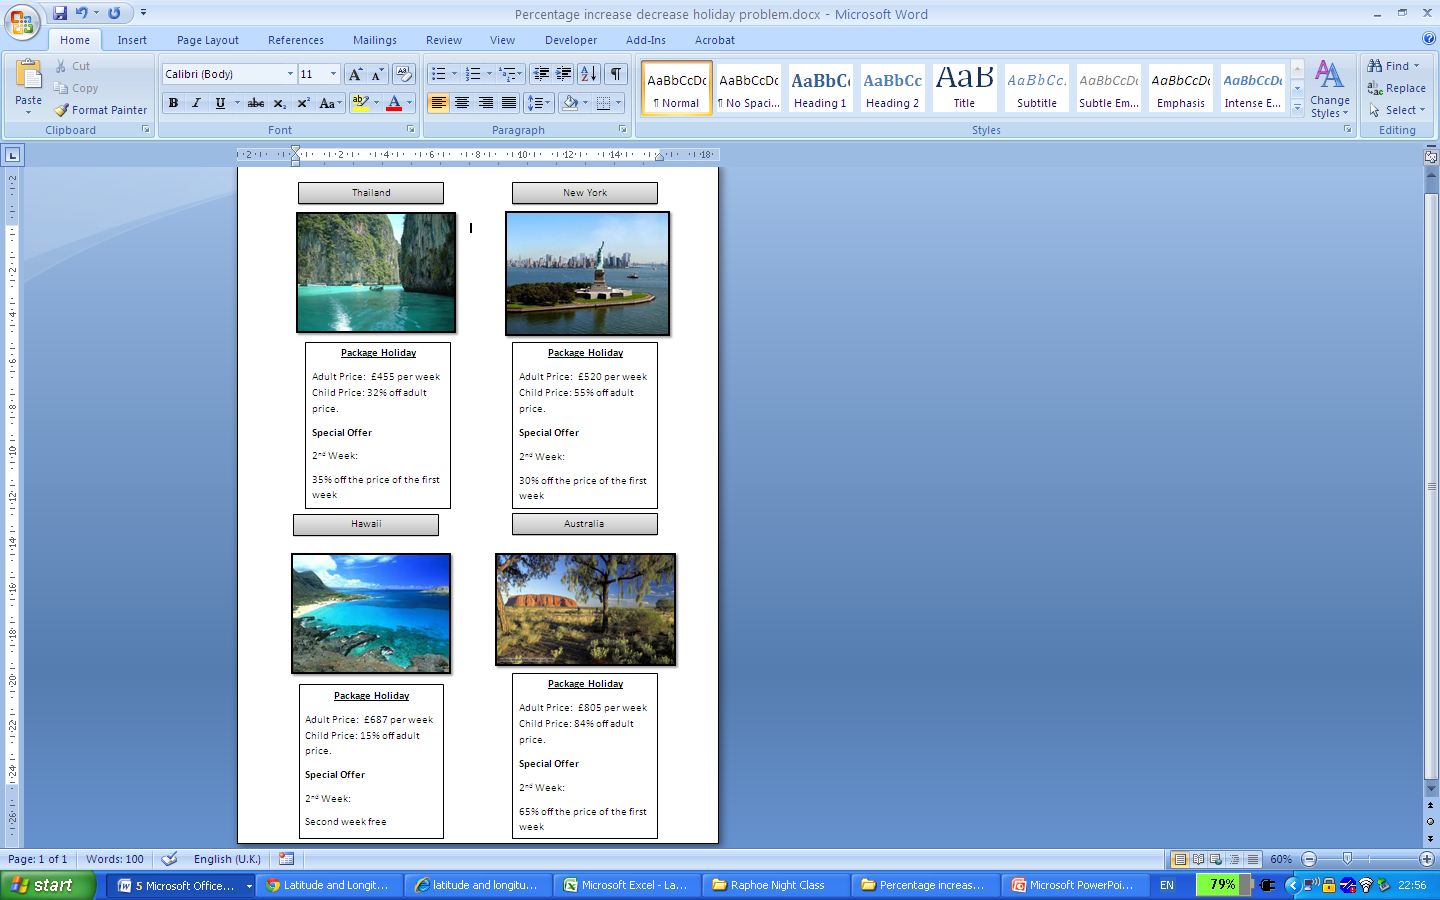 Percentage increase decrease holiday problem.docx - Microsoft Word
Home Insert Page Layout References Mailings Review View Developer Add-Ins Acrobat
Paste
Cut
Copy
Format Painter
Clipboard
Calibri (Body) 11
Font
Paragraph
AaBbCcDc AaBbCcDc AaBbC AaBbCc AaB AaBbCc. AaBbCcDc AaBbCcDc AaBbCcDc
¶ Normal ¶ No Spaci... Heading 1 Heading 2 Title Subtitle Subtle Em... Emphasis Intense E...
Change Styles
Styles
Find
Replace
Select
Editing
Thailand
Package Holiday
Adult Price: £455 per week
Child Price: 32% off adult
price.
Special Offer
2nd Week:
35% off the price of the first
week
New York
Package Holiday
Adult Price: £520 per week
Child Price: 55% off adult
price.
Special Offer
2nd Week:
30% off the price of the first
week
Hawaii
Package Holiday
Adult Price: £687 per week
Child Price: 15% off adult
price.
Special Offer
2nd Week:
Second week free
Australia
Package Holiday
Adult Price: £805 per week
Child Price: 84% off adult
price.
Special Offer
2nd Week:
65% off the price of the first
week
Page: 1 of 1 Words: 100 English (U.K.) 60%
start 5 Microsoft Office... Latitude and Longit... latitude and longitu... Microsoft Excel - La... Raphoe Night Class Percentage increas... Microsoft PowerPoi... EN 79% 22:56